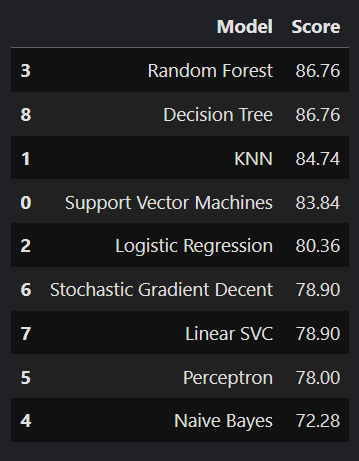 Model Score
3 Random Forest 86.76
8 Decision Tree 86.76
1 KNN 84.74
0 Support Vector Machines 83.84
2 Logistic Regression 80.36
6 Stochastic Gradient Decent 78.90
7 Linear SVC 78.90
5 Perceptron 78.00
4 Naive Bayes 72.28